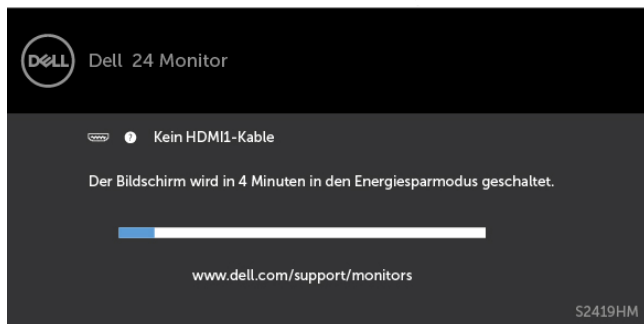 DELL
Dell 24 Monitor
? Kein HDMI1-Kable
Der Bildschirm wird in 4 Minuten in den Energiesparmodus geschaltet.
www.dell.com/support/monitors
S2419HM